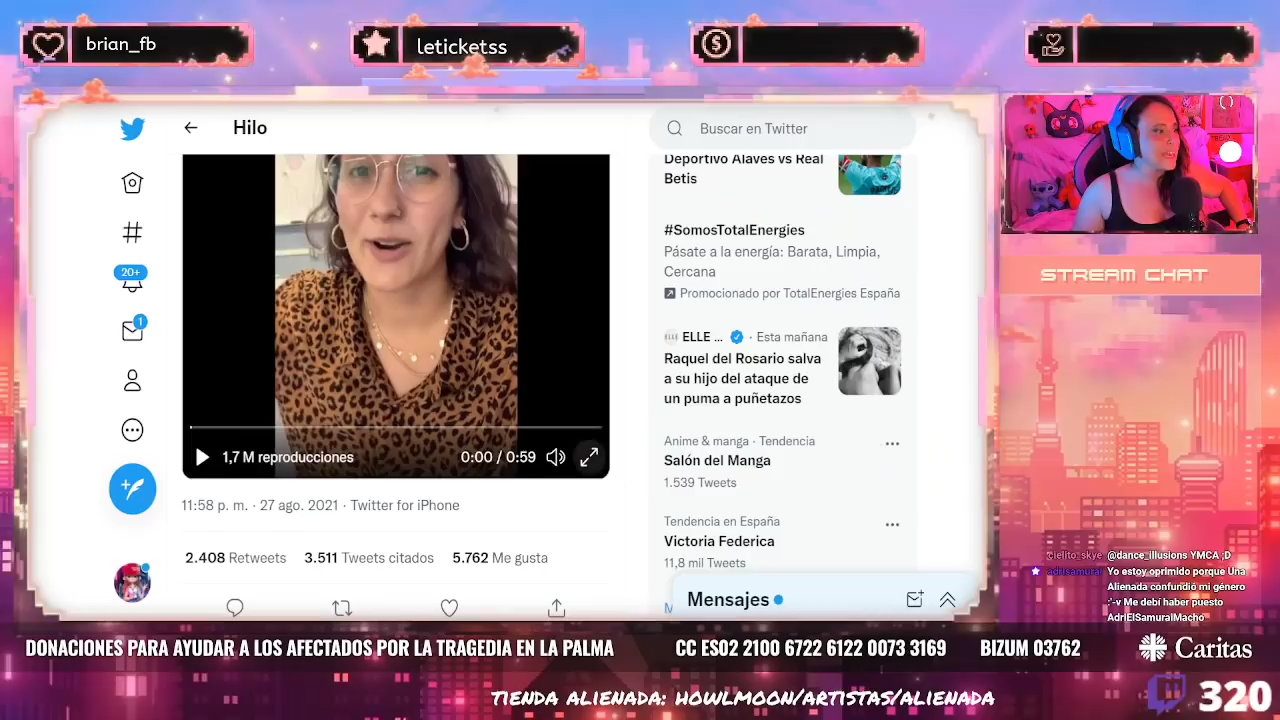 brian_fb
leticketss
Hilo
Buscar en Twitter
Deportivo Alavés vs Real
Betis
#SomosTotalEnergies
Pásate a la energía: Barata, Limpia,
Cercana
Promocionado por TotalEnergies España
20+
1
ELLE ... · Esta mañana
Raquel del Rosario salva
a su hijo del ataque de
un puma a puñetazos
1,7 M reproducciones
0:00 / 0:59
Anime & manga · Tendencia
Salón del Manga
1.539 Tweets
11:58 p. m. · 27 ago. 2021 · Twitter for iPhone
2.408 Retweets 3.511 Tweets citados 5.762 Me gusta
Tendencia en España
Victoria Federica
11,8 mil Tweets
Mensajes
STREAM CHAT
cielito_skye: @dance_illusions YMCA ;D
adrisamurai: Yo estoy oprimido porque Una
Alienada confundió mi género
:'-v Me debí haber puesto
AdriElSamuraiMacho
DONACIONES PARA AYUDAR A LOS AFECTADOS POR LA TRAGEDIA EN LA PALMA
CC ES02 2100 6722 6122 0073 3169
BIZUM 03762
Caritas
TIENDA ALIENADA: HOWLMOON/ARTISTAS/ALIENADA
320